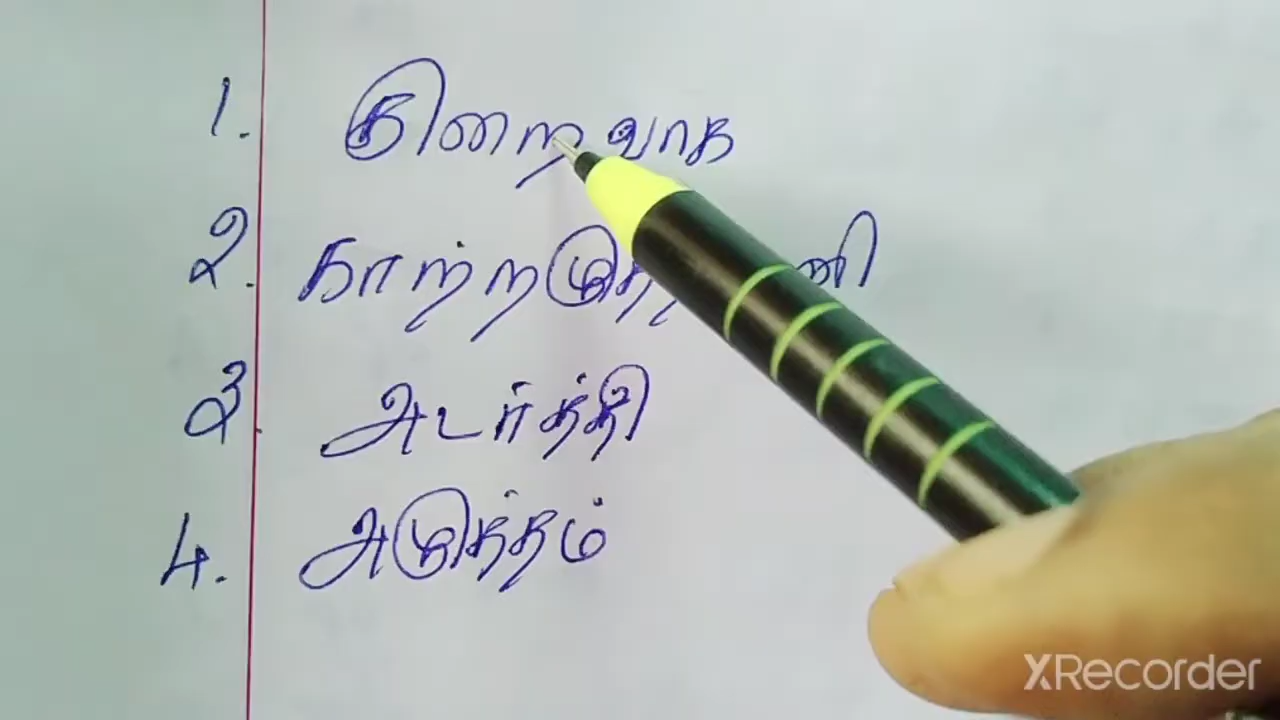 1. குறைவாக
2.
3. அடர்த்தி
4. அழுத்தம்
XRecorder